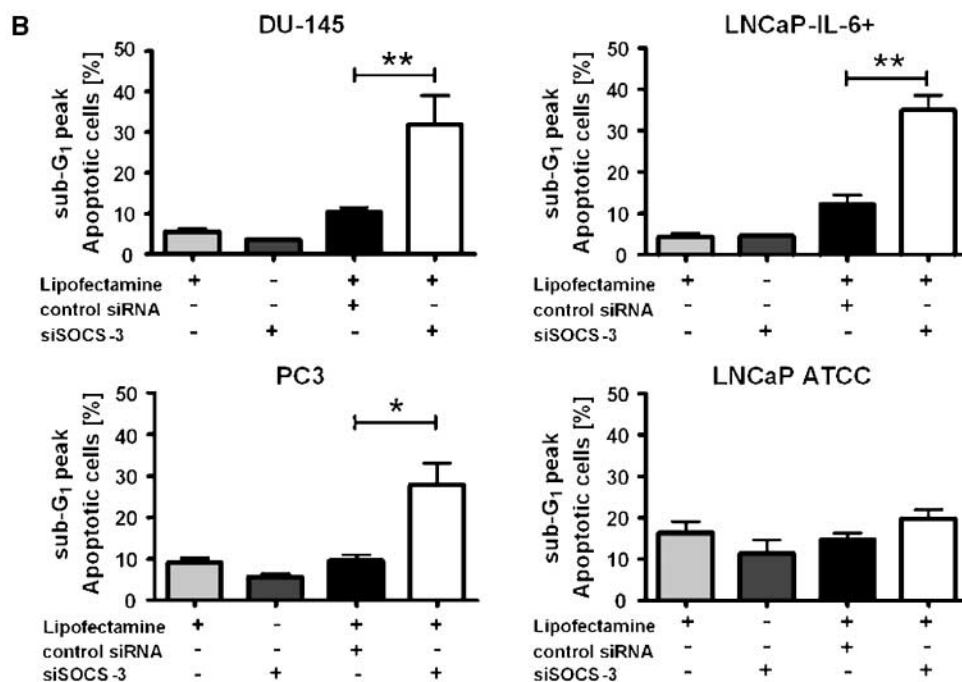 B
DU-145
sub-G1 peak
Apoptotic cells [%]
50
40
30
20
10
0
**
Lipofectamine + - + +
control siRNA - - + -
siSOCS-3 - + - +
LNCaP-IL-6+
sub-G1 peak
Apoptotic cells [%]
50
40
30
20
10
0
**
Lipofectamine + - + +
control siRNA - - + -
siSOCS-3 - + - +
PC3
sub-G1 peak
Apoptotic cells [%]
50
40
30
20
10
0
*
Lipofectamine + - + +
control siRNA - - + -
siSOCS-3 - + - +
LNCaP ATCC
sub-G1 peak
Apoptotic cells [%]
50
40
30
20
10
0
Lipofectamine + - + +
control siRNA - - + -
siSOCS-3 - + - +